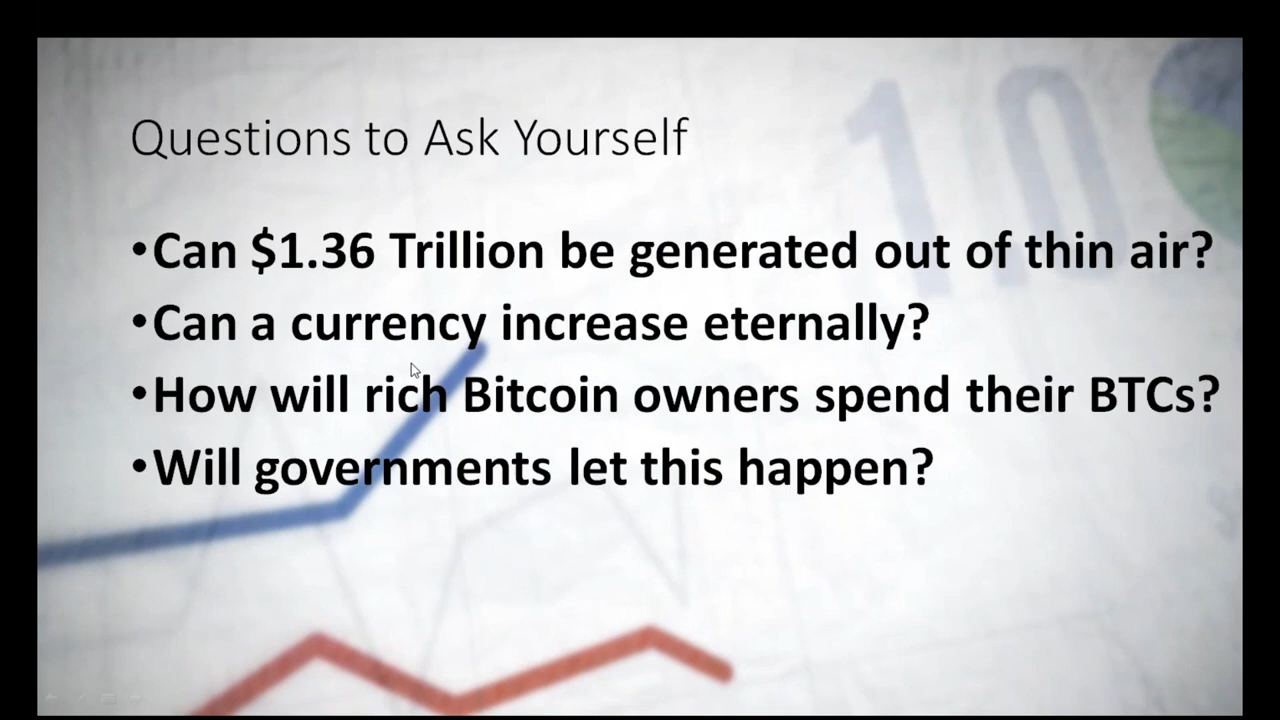 10
Questions to Ask Yourself
•Can $1.36 Trillion be generated out of thin air?
•Can a currency increase eternally?
•How will rich Bitcoin owners spend their BTCs?
•Will governments let this happen?